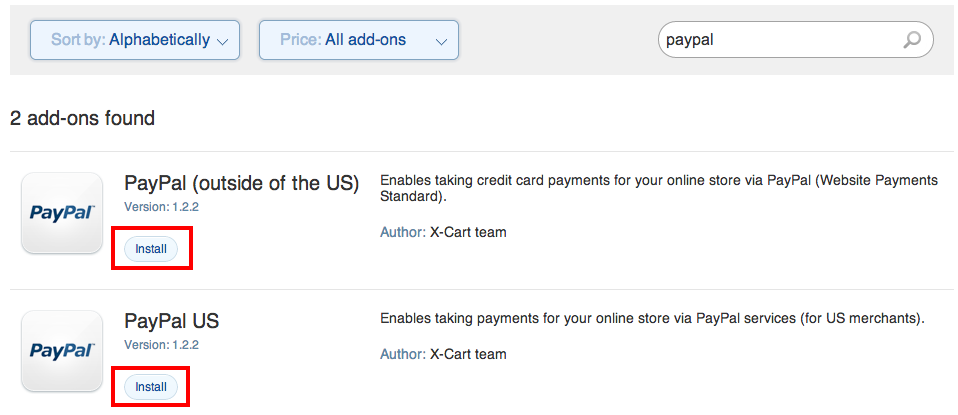 Sort by: Alphabetically
Price: All add-ons
paypal
2 add-ons found
PayPal
PayPal (outside of the US)
Version: 1.2.2
Install
Enables taking credit card payments for your online store via PayPal (Website Payments
Standard).
Author: X-Cart team
PayPal
PayPal US
Version: 1.2.2
Install
Enables taking payments for your online store via PayPal services (for US merchants).
Author: X-Cart team